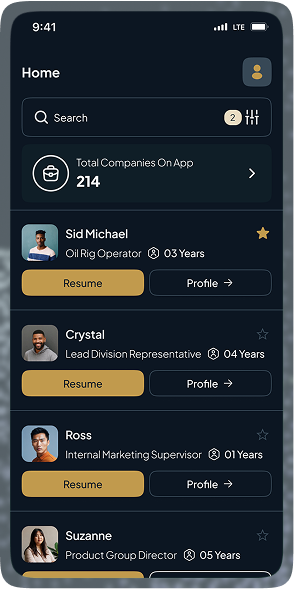 9:41 LTE
Home
Search 2
Total Companies On App
214
Sid Michael
Oil Rig Operator 03 Years
Resume Profile →
Crystal
Lead Division Representative 04 Years
Resume Profile →
Ross
Internal Marketing Supervisor 01 Years
Resume Profile →
Suzanne
Product Group Director 05 Years